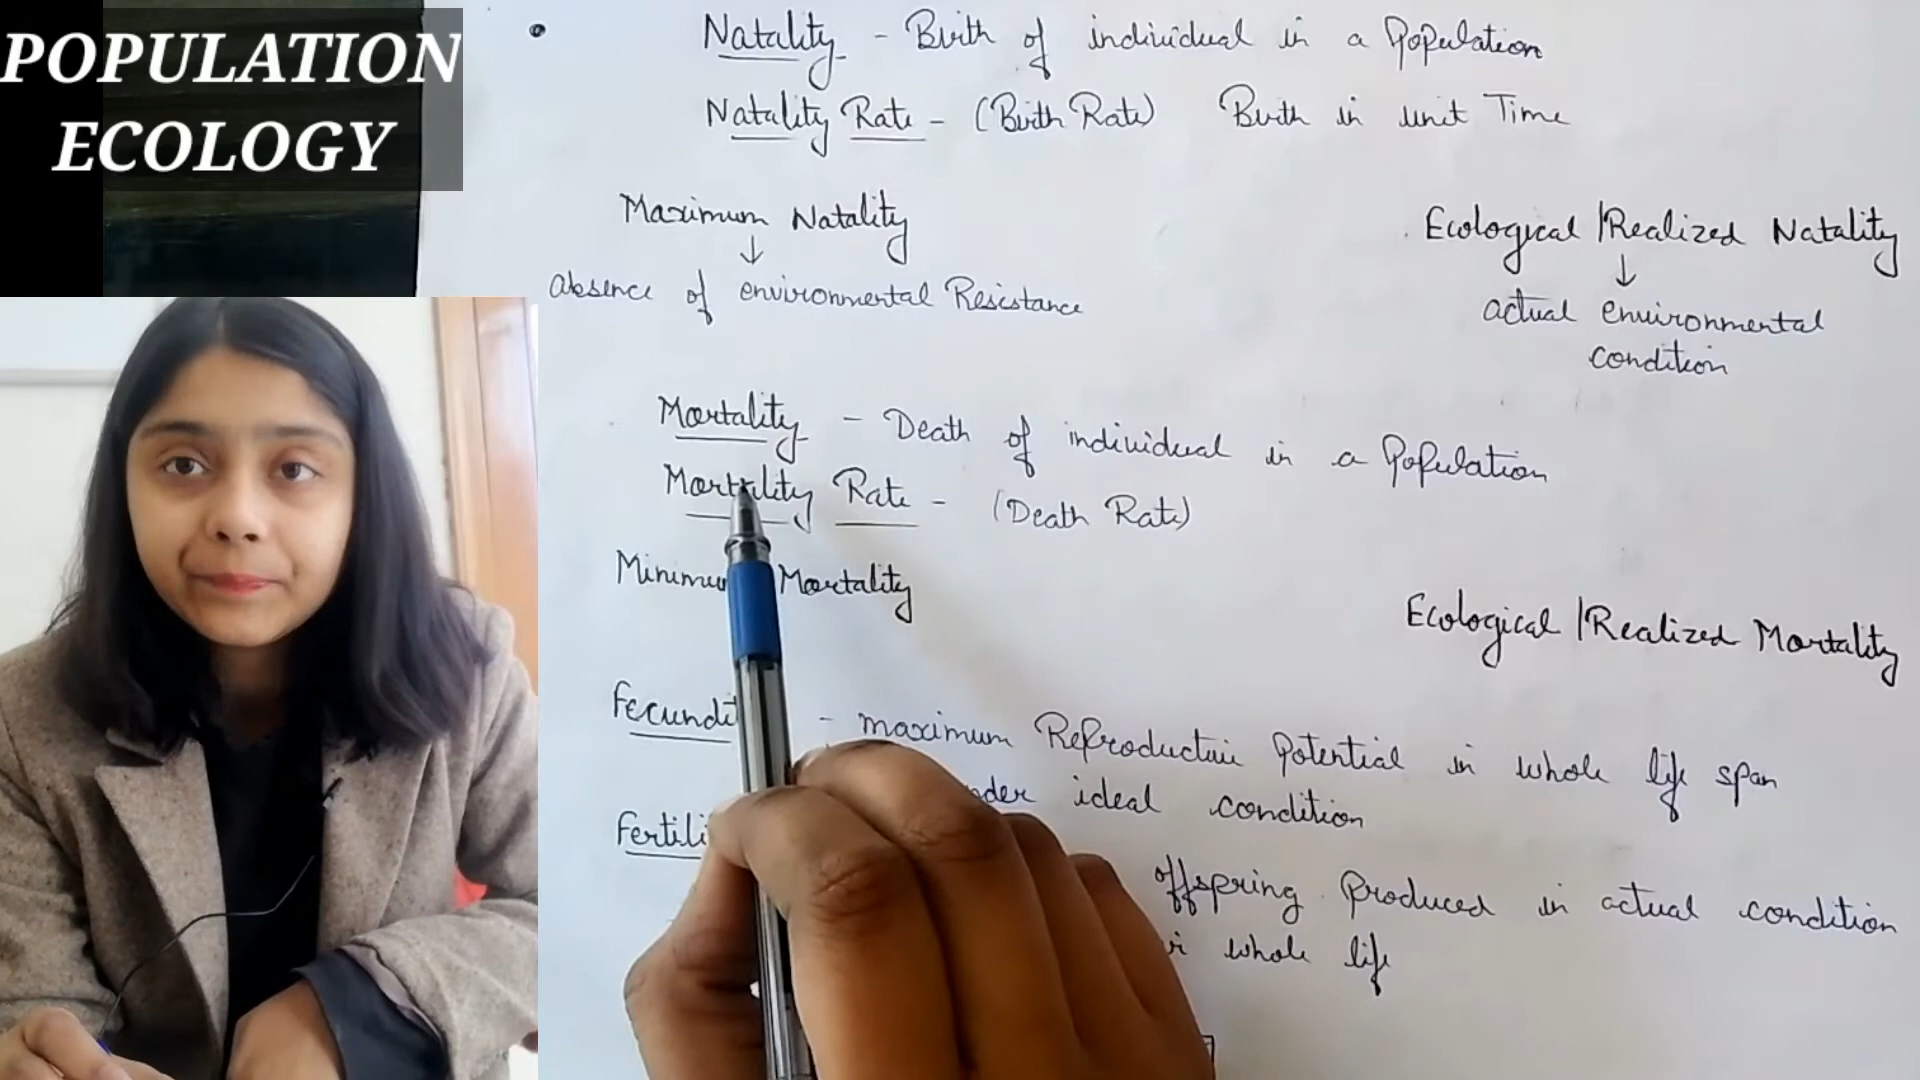 POPULATION
ECOLOGY
Natality - Birth of individual in a Population
Natality Rate - (Birth Rate) Birth in unit Time
Maximum Natality
↓
absence of environmental Resistance
Ecological/Realized Natality
↓
actual environmental
condition
Mortality - Death of individual in a Population
Mortality Rate - (Death Rate)
Mortality
Ecological/Realized Mortality
- maximum Reproductive Potential in whole life span
ideal condition
offspring Produced in actual condition
whole life